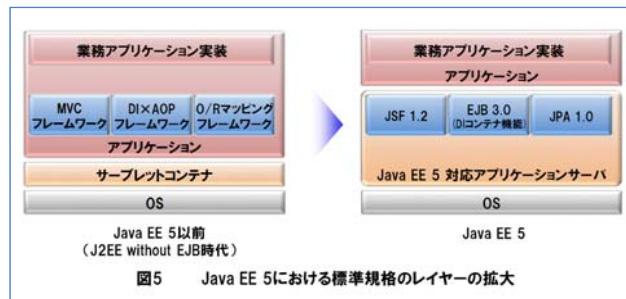 業務アプリケーション実装
MVC
フレームワーク
DI×AOP
フレームワーク
O/Rマッピング
フレームワーク
アプリケーション
サーブレットコンテナ
OS
Java EE 5以前
(J2EE without EJB時代)
業務アプリケーション実装
アプリケーション
JSF 1.2
EJB 3.0
(DIコンテナ機能)
JPA 1.0
Java EE 5 対応アプリケーションサーバ
OS
Java EE 5
図5 Java EE 5における標準規格のレイヤーの拡大